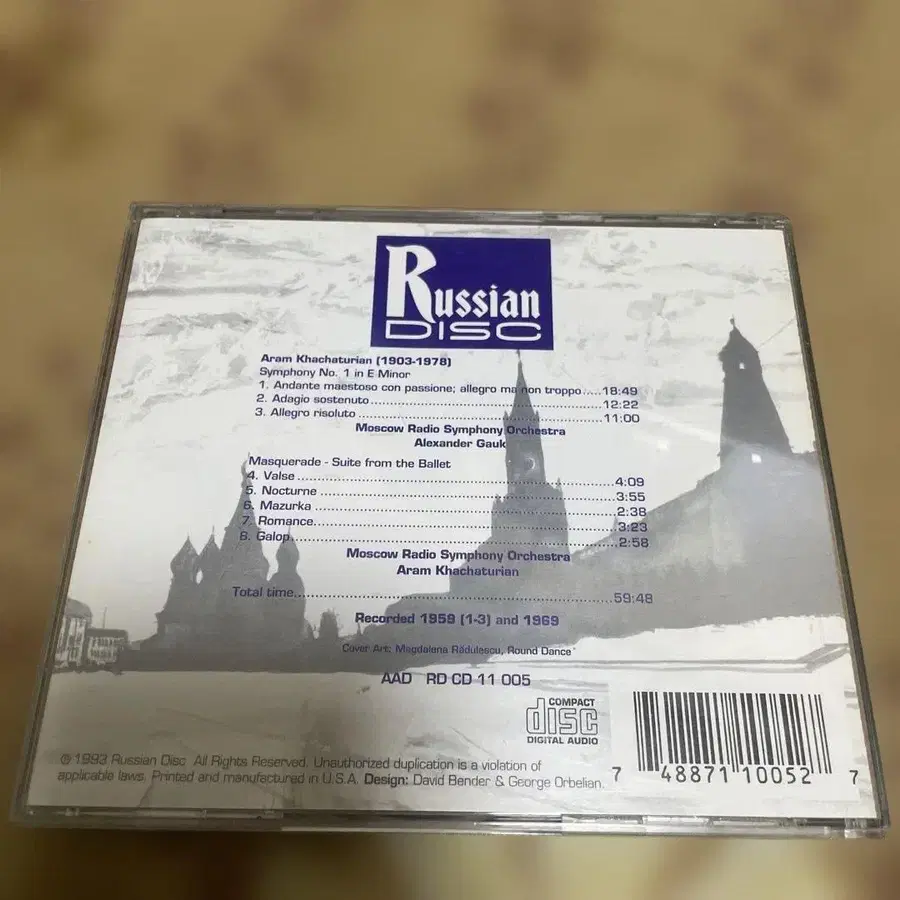 Russian
DISC
Aram Khachaturian (1903-1978)
Symphony No. 1 in E Minor
1. Andante maestoso con passione; allegro ma non troppo.....18:49
2. Adagio sostenuto..........12:22
3. Allegro risoluto..........11:00
Moscow Radio Symphony Orchestra
Alexander Gauk
Masquerade - Suite from the Ballet
4. Valse..........4:09
5. Nocturne..........3:55
6. Mazurka..........2:38
7. Romance..........3:23
8. Galop..........2:58
Moscow Radio Symphony Orchestra
Aram Khachaturian
Total time..........59:48
Recorded 1959 (1-3) and 1969
Cover Art: Magdalena Rădulescu, Round Dance
AAD RD CD 11 005
COMPACT
disc
DIGITAL AUDIO
℗ 1993 Russian Disc All Rights Reserved. Unauthorized duplication is a violation of
applicable laws. Printed and manufactured in U.S.A. Design: David Bender & George Orbelian.
7 48871 10052 7